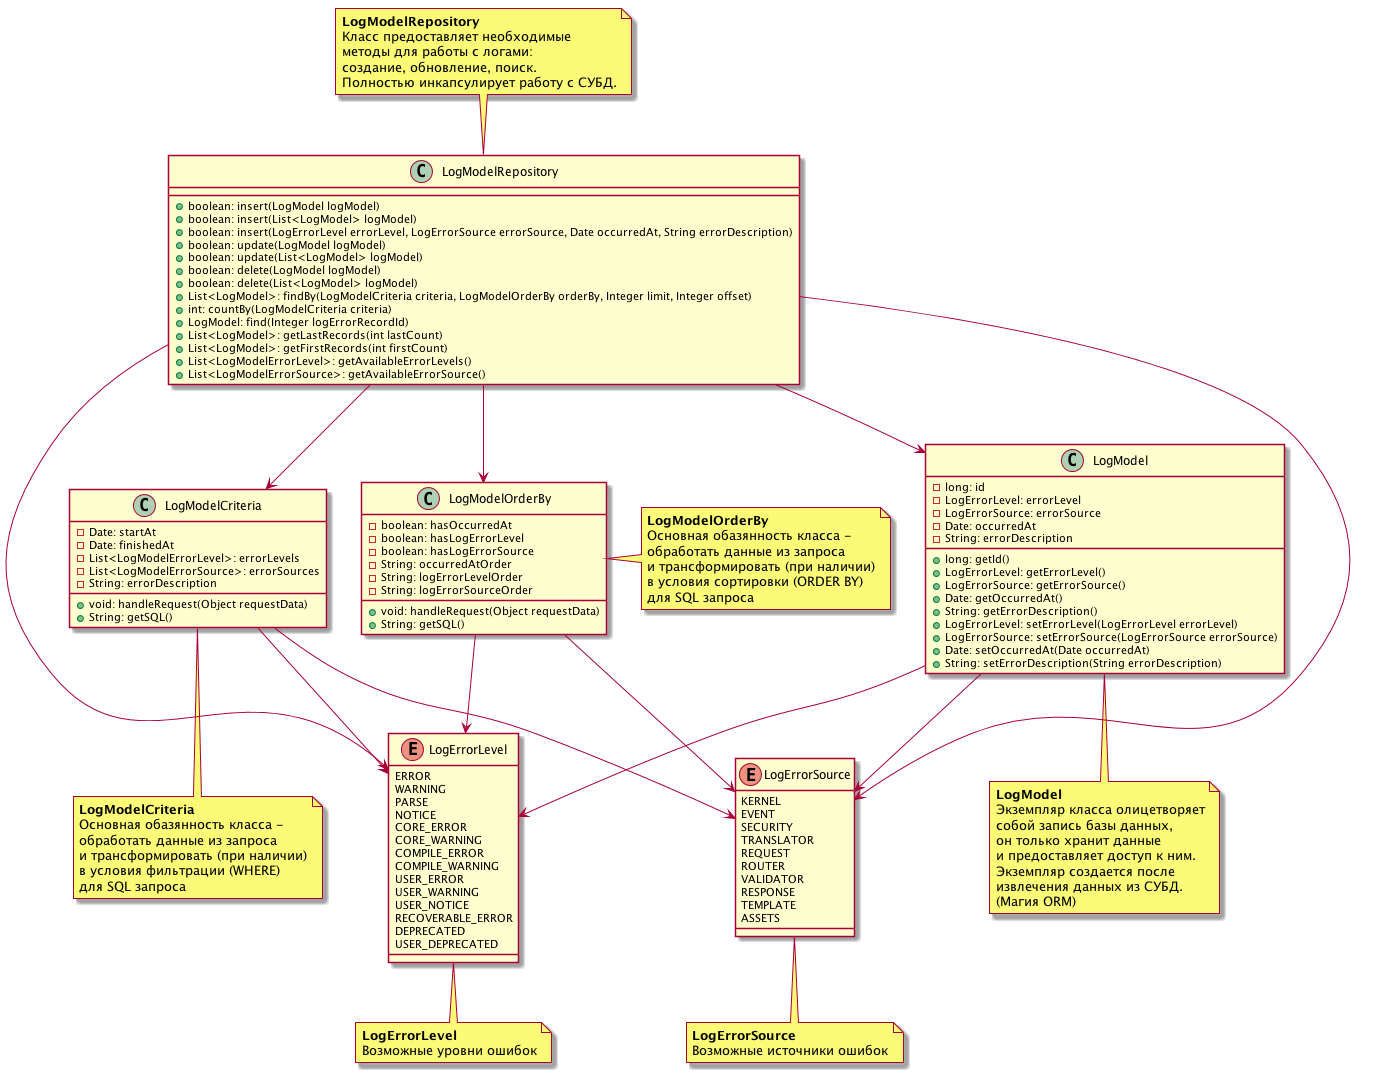 LogModelRepository
Класс предоставляет необходимые
методы для работы с логами:
создание, обновление, поиск.
Полностью инкапсулирует работу с СУБД.
C LogModelRepository
boolean: insert(LogModel logModel)
boolean: insert(List<LogModel> logModel)
boolean: insert(LogErrorLevel errorLevel, LogErrorSource errorSource, Date occurredAt, String errorDescription)
boolean: update(LogModel logModel)
boolean: update(List<LogModel> logModel)
boolean: delete(LogModel logModel)
boolean: delete(List<LogModel> logModel)
List<LogModel>: findBy(LogModelCriteria criteria, LogModelOrderBy orderBy, Integer limit, Integer offset)
int: countBy(LogModelCriteria criteria)
LogModel: find(Integer logErrorRecordId)
List<LogModel>: getLastRecords(int lastCount)
List<LogModel>: getFirstRecords(int firstCount)
List<LogModelErrorLevel>: getAvailableErrorLevels()
List<LogModelErrorSource>: getAvailableErrorSource()
C LogModelCriteria
Date: startAt
Date: finishedAt
List<LogModelErrorLevel>: errorLevels
List<LogModelErrorSource>: errorSources
String: errorDescription
void: handleRequest(Object requestData)
String: getSQL()
C LogModelOrderBy
boolean: hasOccurredAt
boolean: hasLogErrorLevel
boolean: hasLogErrorSource
String: occurredAtOrder
String: logErrorLevelOrder
String: logErrorSourceOrder
void: handleRequest(Object requestData)
String: getSQL()
LogModelOrderBy
Основная обазянность класса –
обработать данные из запроса
и трансформировать (при наличии)
в условия сортировки (ORDER BY)
для SQL запроса
C LogModel
long: id
LogErrorLevel: errorLevel
LogErrorSource: errorSource
Date: occurredAt
String: errorDescription
long: getId()
LogErrorLevel: getErrorLevel()
LogErrorSource: getErrorSource()
Date: getOccurredAt()
String: getErrorDescription()
LogErrorLevel: setErrorLevel(LogErrorLevel errorLevel)
LogErrorSource: setErrorSource(LogErrorSource errorSource)
Date: setOccurredAt(Date occurredAt)
String: setErrorDescription(String errorDescription)
LogModelCriteria
Основная обазянность класса –
обработать данные из запроса
и трансформировать (при наличии)
в условия фильтрации (WHERE)
для SQL запроса
E LogErrorLevel
ERROR
WARNING
PARSE
NOTICE
CORE_ERROR
CORE_WARNING
COMPILE_ERROR
COMPILE_WARNING
USER_ERROR
USER_WARNING
USER_NOTICE
RECOVERABLE_ERROR
DEPRECATED
USER_DEPRECATED
E LogErrorSource
KERNEL
EVENT
SECURITY
TRANSLATOR
REQUEST
ROUTER
VALIDATOR
RESPONSE
TEMPLATE
ASSETS
LogModel
Экземпляр класса олицетворяет
собой запись базы данных,
он только хранит данные
и предоставляет доступ к ним.
Экземпляр создается после
извлечения данных из СУБД.
(Магия ORM)
LogErrorLevel
Возможные уровни ошибок
LogErrorSource
Возможные источники ошибок